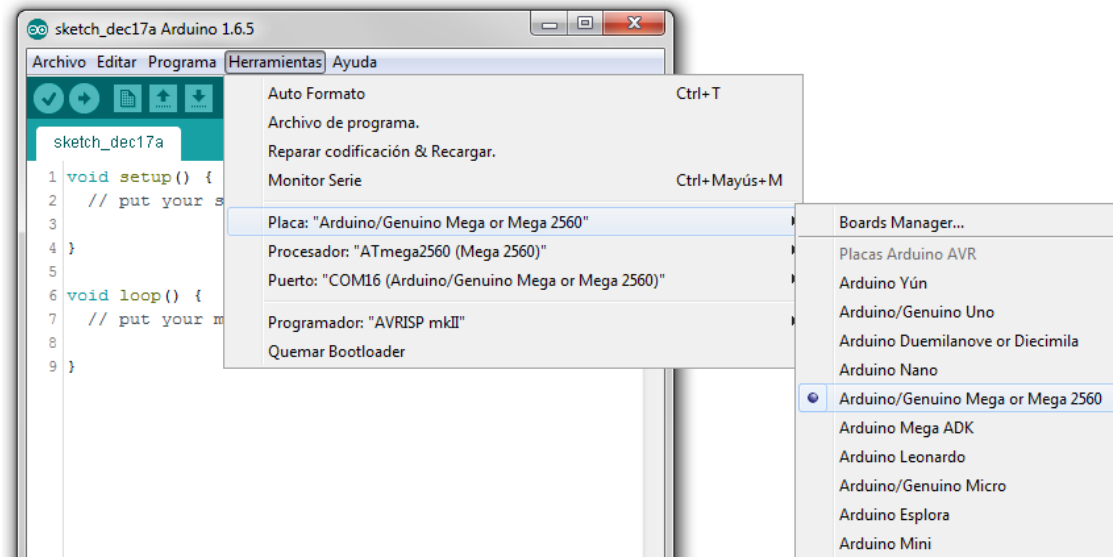 sketch_dec17a Arduino 1.6.5
Archivo Editar Programa Herramientas Ayuda
sketch_dec17a
1 void setup() {
2 // put your s
3
4 }
5
6 void loop() {
7 // put your m
8
9 }
Auto Formato Ctrl+T
Archivo de programa.
Reparar codificación & Recargar.
Monitor Serie Ctrl+Mayús+M
Placa: "Arduino/Genuino Mega or Mega 2560"
Procesador: "ATmega2560 (Mega 2560)"
Puerto: "COM16 (Arduino/Genuino Mega or Mega 2560)"
Programador: "AVRISP mkII"
Quemar Bootloader
Boards Manager...
Placas Arduino AVR
Arduino Yún
Arduino/Genuino Uno
Arduino Duemilanove or Diecimila
Arduino Nano
Arduino/Genuino Mega or Mega 2560
Arduino Mega ADK
Arduino Leonardo
Arduino/Genuino Micro
Arduino Esplora
Arduino Mini